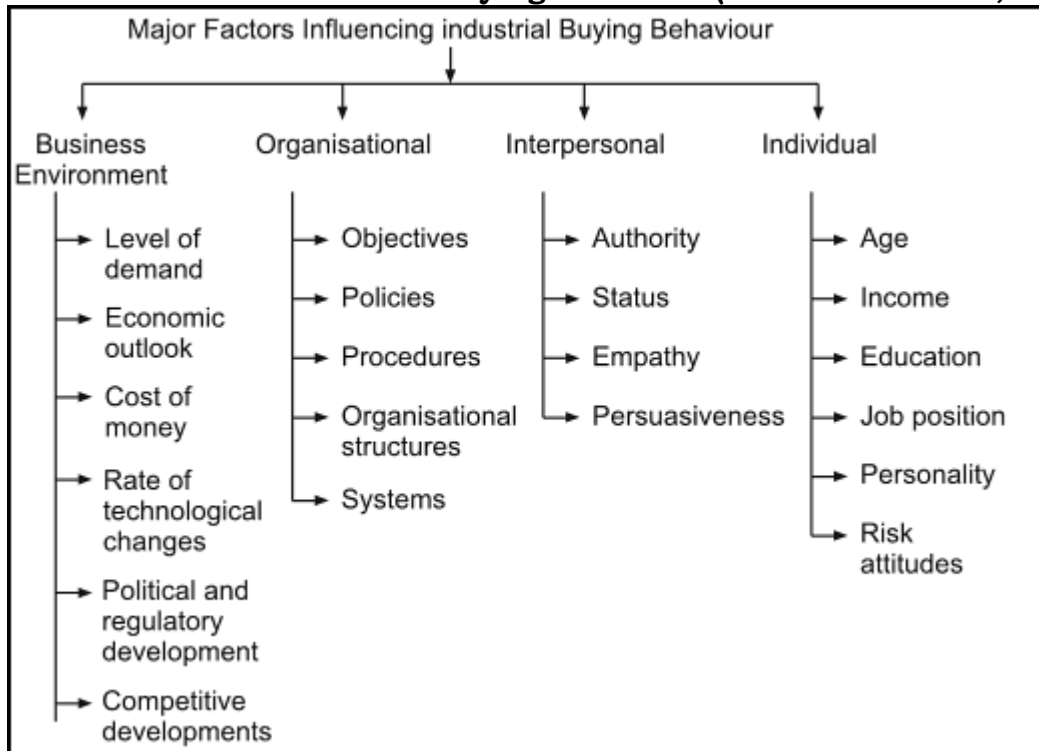 Major Factors Influencing industrial Buying Behaviour
Business
Environment
Level of
demand
Economic
outlook
Cost of
money
Rate of
technological
changes
Political and
regulatory
development
Competitive
developments
Organisational
Objectives
Policies
Procedures
Organisational
structures
Systems
Interpersonal
Authority
Status
Empathy
Persuasiveness
Individual
Age
Income
Education
Job position
Personality
Risk
attitudes